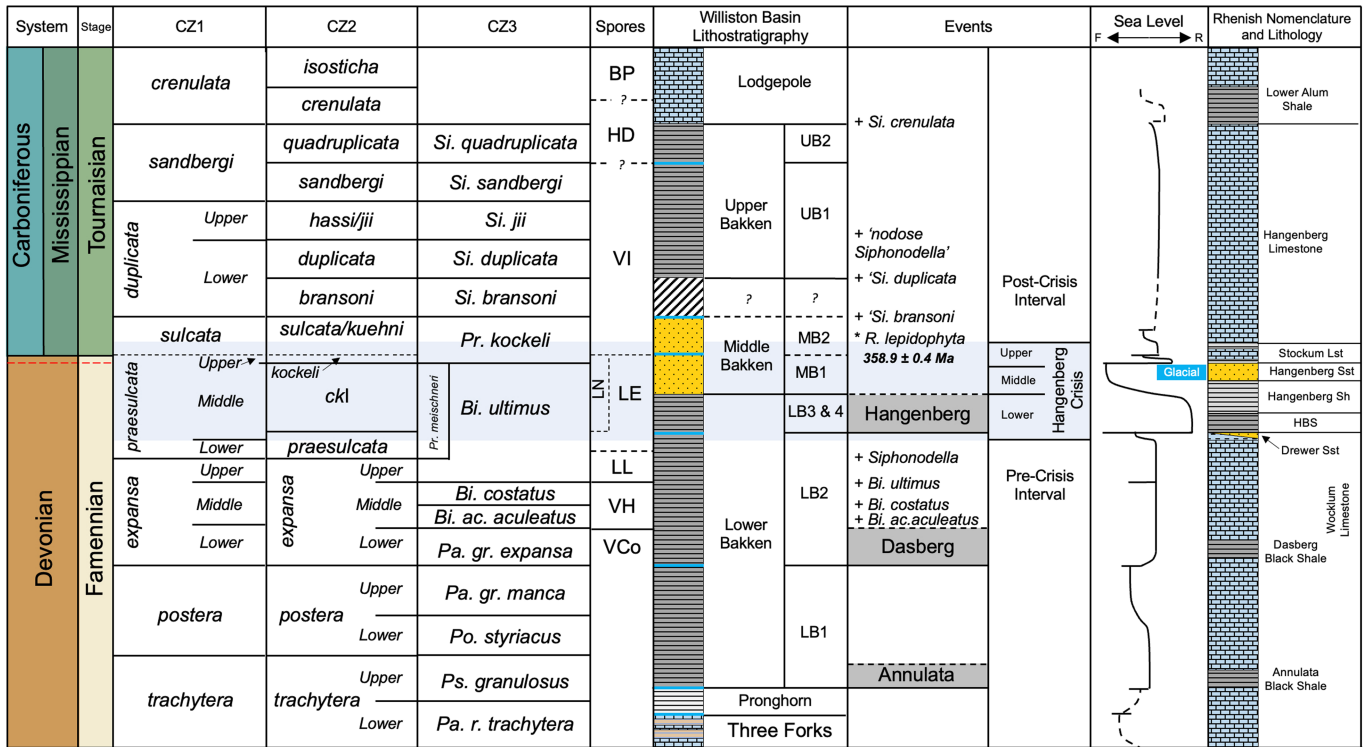 System
Stage
CZ1
CZ2
CZ3
Spores
Williston Basin
Lithostratigraphy
Events
Sea Level
F
R
Rhenish Nomenclature
and Lithology
Carboniferous
Mississippian
Tournaisian
Devonian
Famennian
crenulata
sandbergi
duplicata
Upper
Lower
sulcata
praesulcata
Upper
Middle
Lower
expansa
Upper
Middle
Lower
postera
trachytera
isosticha
crenulata
quadruplicata
sandbergi
hassi/jii
duplicata
bransoni
sulcata/kuehni
kockeli
ckI
praesulcata
expansa
Upper
Middle
Lower
postera
Upper
Lower
trachytera
Upper
Lower
Si. quadruplicata
Si. sandbergi
Si. jii
Si. duplicata
Si. bransoni
Pr. kockeli
Pr. meischneri
Bi. ultimus
Bi. costatus
Bi. ac. aculeatus
Pa. gr. expansa
Pa. gr. manca
Po. styriacus
Ps. granulosus
Pa. r. trachytera
BP
?
HD
?
VI
LN
LE
LL
VH
VCo
Lodgepole
Upper
Bakken
UB2
UB1
?
?
Middle
Bakken
MB2
MB1
LB3 & 4
Lower
Bakken
LB2
LB1
Pronghorn
Three Forks
+ Si. crenulata
+ ‘nodose
Siphonodella’
+ ‘Si. duplicata
+ ‘Si. bransoni
* R. lepidophyta
358.9 ± 0.4 Ma
Hangenberg
+ Siphonodella
+ Bi. ultimus
+ Bi. costatus
+ Bi. ac.aculeatus
Dasberg
Annulata
Post-Crisis
Interval
Upper
Middle
Lower
Hangenberg
Crisis
Pre-Crisis
Interval
Glacial
Lower Alum
Shale
Hangenberg
Limestone
Stockum Lst
Hangenberg Sst
Hangenberg Sh
HBS
Drewer Sst
Wocklum
Limestone
Dasberg
Black Shale
Annulata
Black Shale